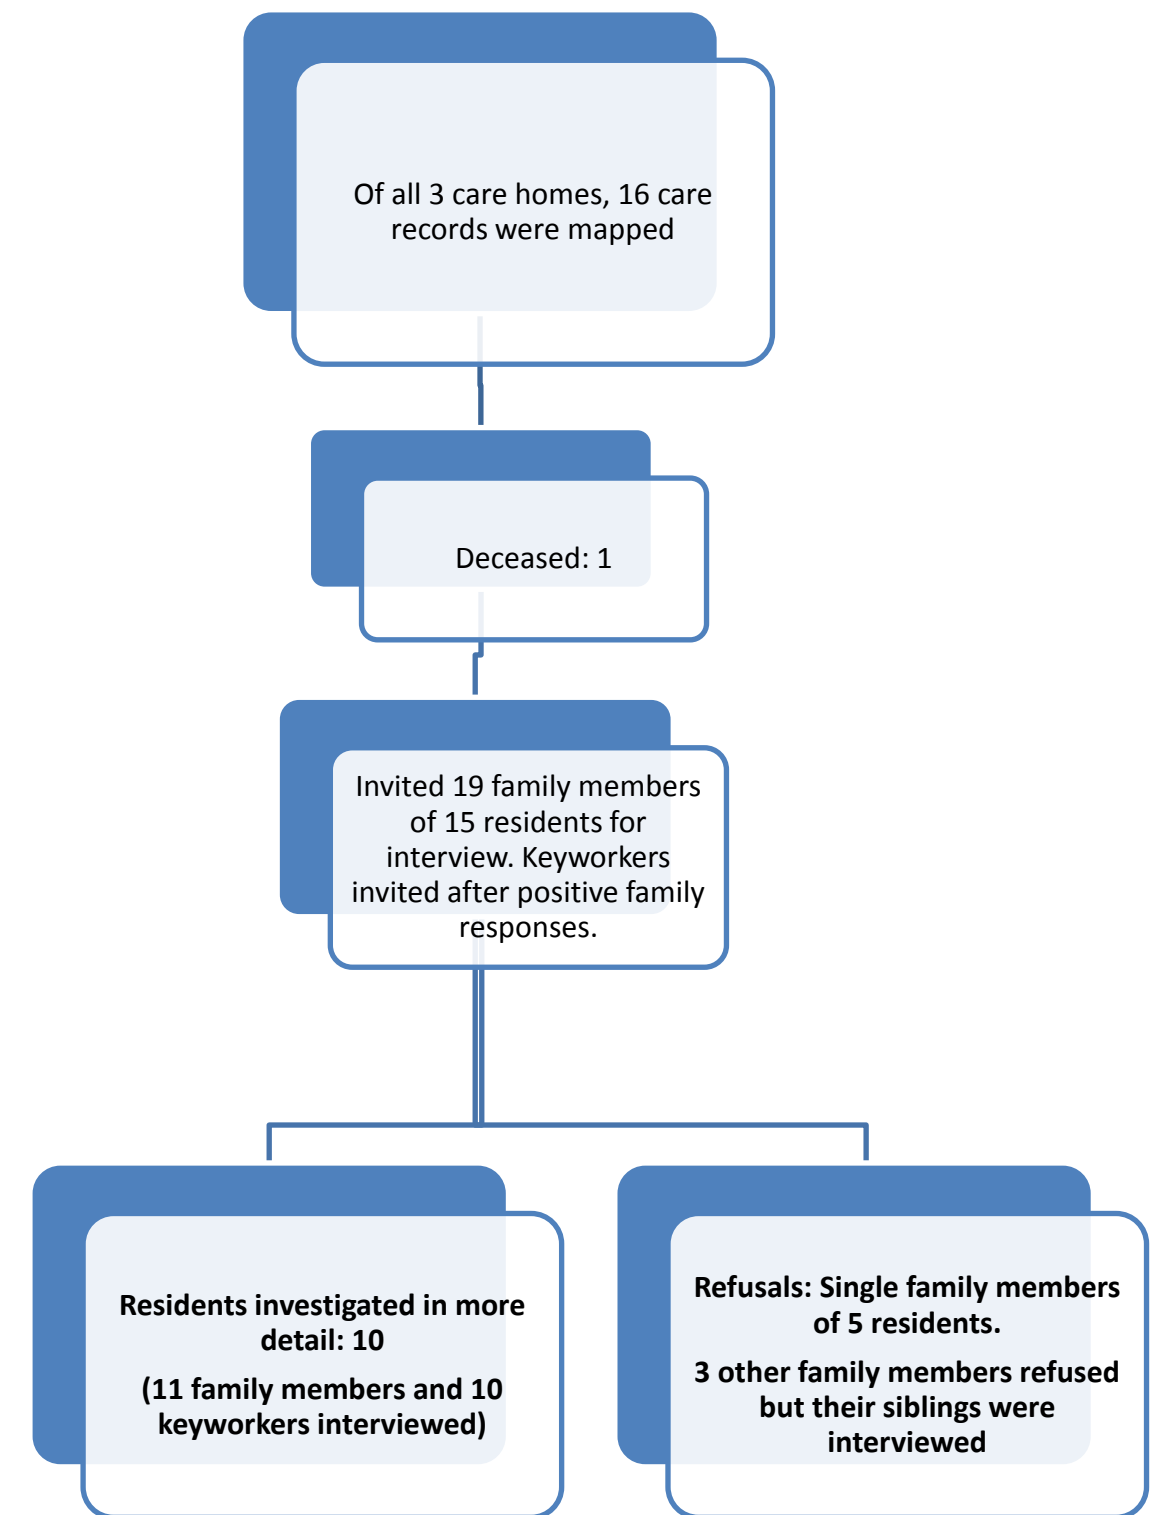 Of all 3 care homes, 16 care
records were mapped
Deceased: 1
Invited 19 family members
of 15 residents for
interview. Keyworkers
invited after positive family
responses.
Residents investigated in more
detail: 10
(11 family members and 10
keyworkers interviewed)
Refusals: Single family members
of 5 residents.
3 other family members refused
but their siblings were
interviewed